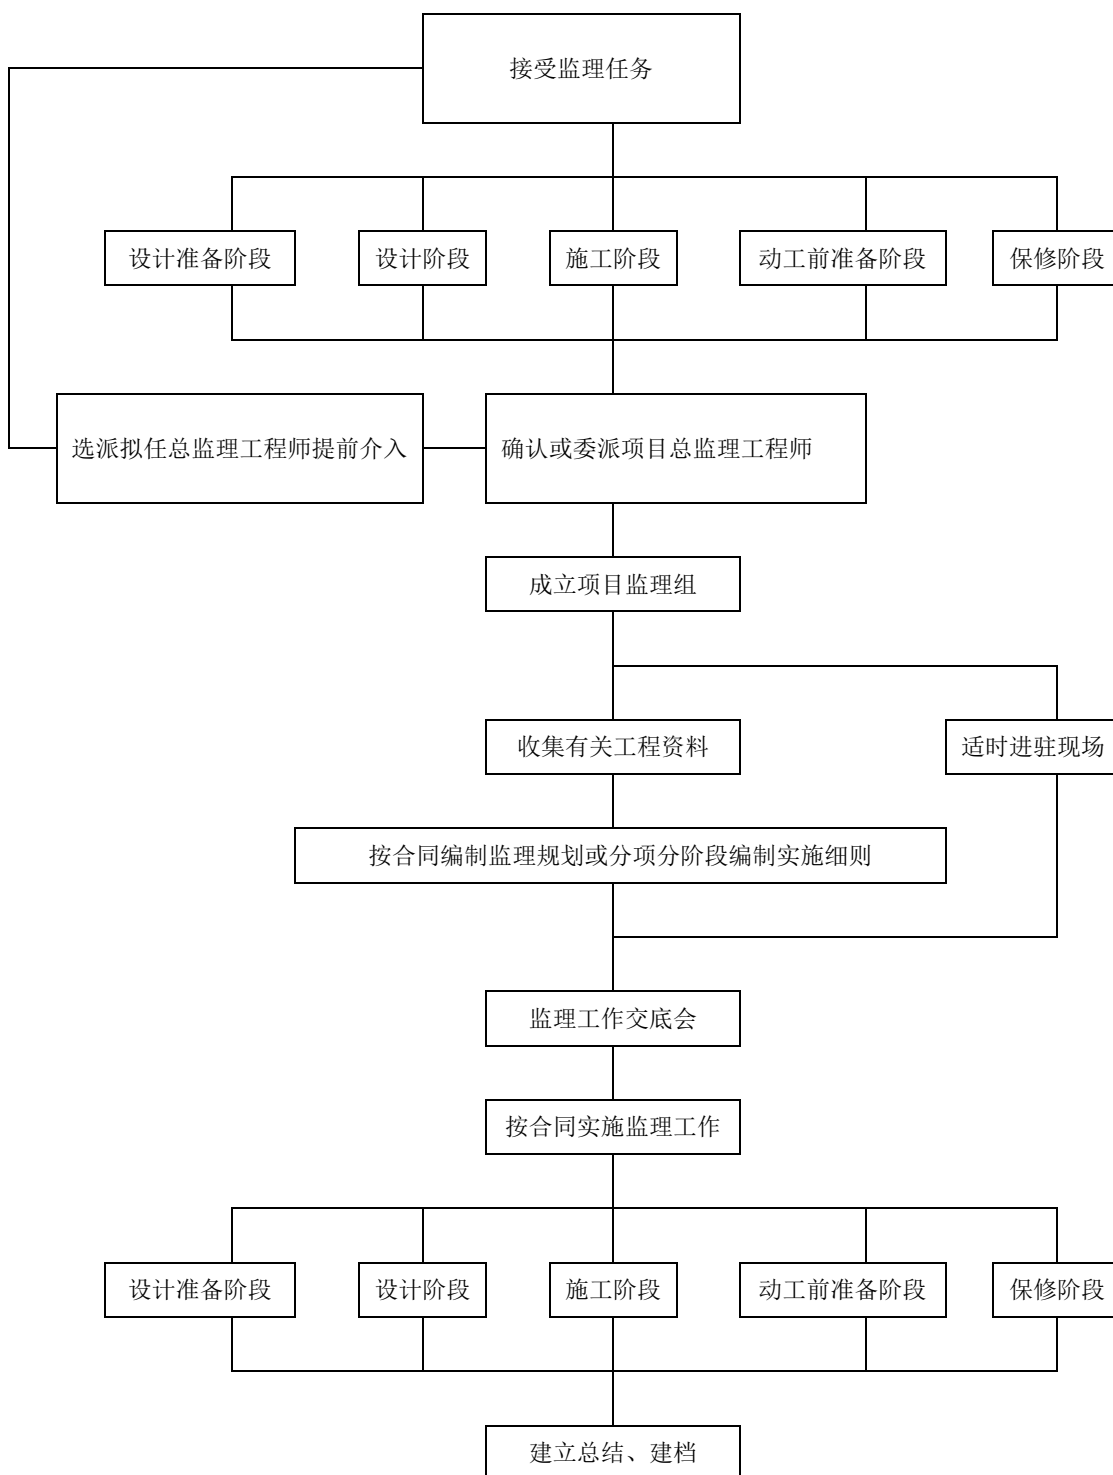 接受监理任务
设计准备阶段
设计阶段
施工阶段
动工前准备阶段
保修阶段
选派拟任总监理工程师提前介入
确认或委派项目总监理工程师
成立项目监理组
收集有关工程资料
适时进驻现场
按合同编制监理规划或分项分阶段编制实施细则
监理工作交底会
按合同实施监理工作
设计准备阶段
设计阶段
施工阶段
动工前准备阶段
保修阶段
建立总结、建档